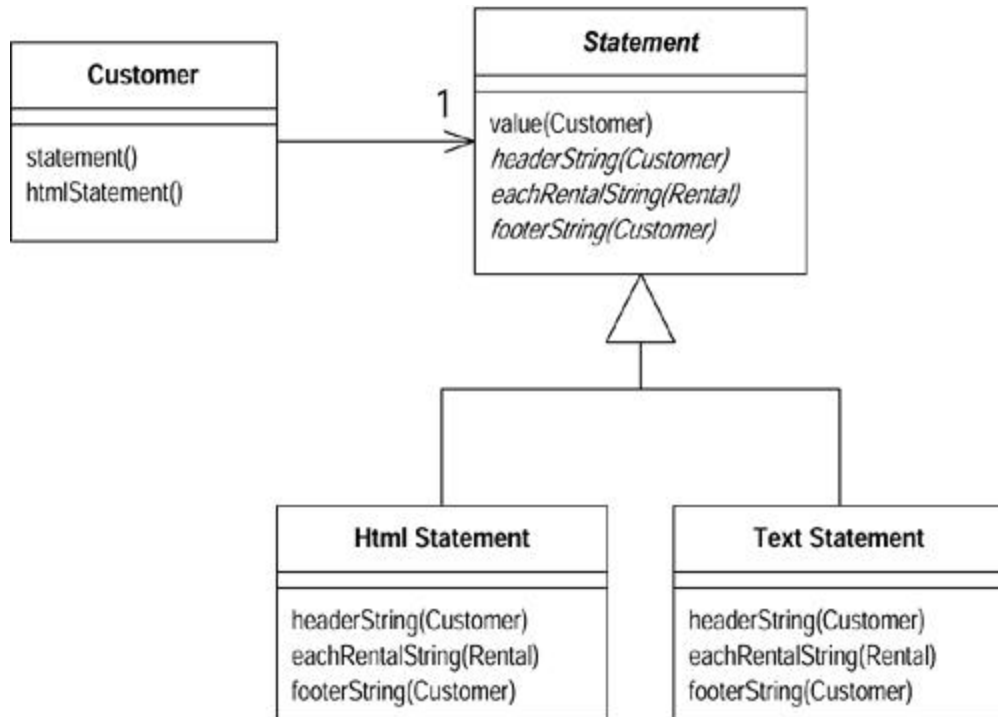 Customer
statement()
htmlStatement()
1
Statement
value(Customer)
headerString(Customer)
eachRentalString(Rental)
footerString(Customer)
Html Statement
headerString(Customer)
eachRentalString(Rental)
footerString(Customer)
Text Statement
headerString(Customer)
eachRentalString(Rental)
footerString(Customer)